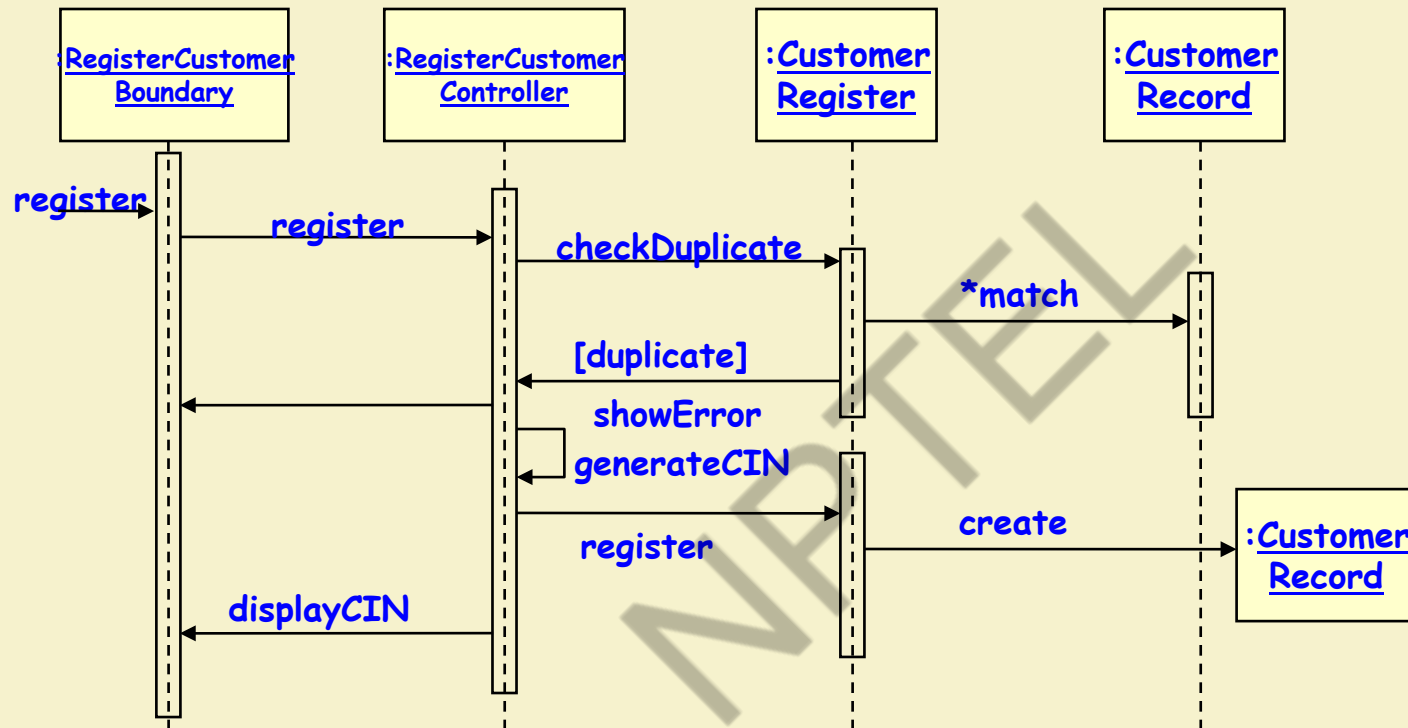 :RegisterCustomer
Boundary
:RegisterCustomer
Controller
:Customer
Register
:Customer
Record
register
register
checkDuplicate
*match
[duplicate]
showError
generateCIN
register
create
:Customer
Record
displayCIN
NPTEL